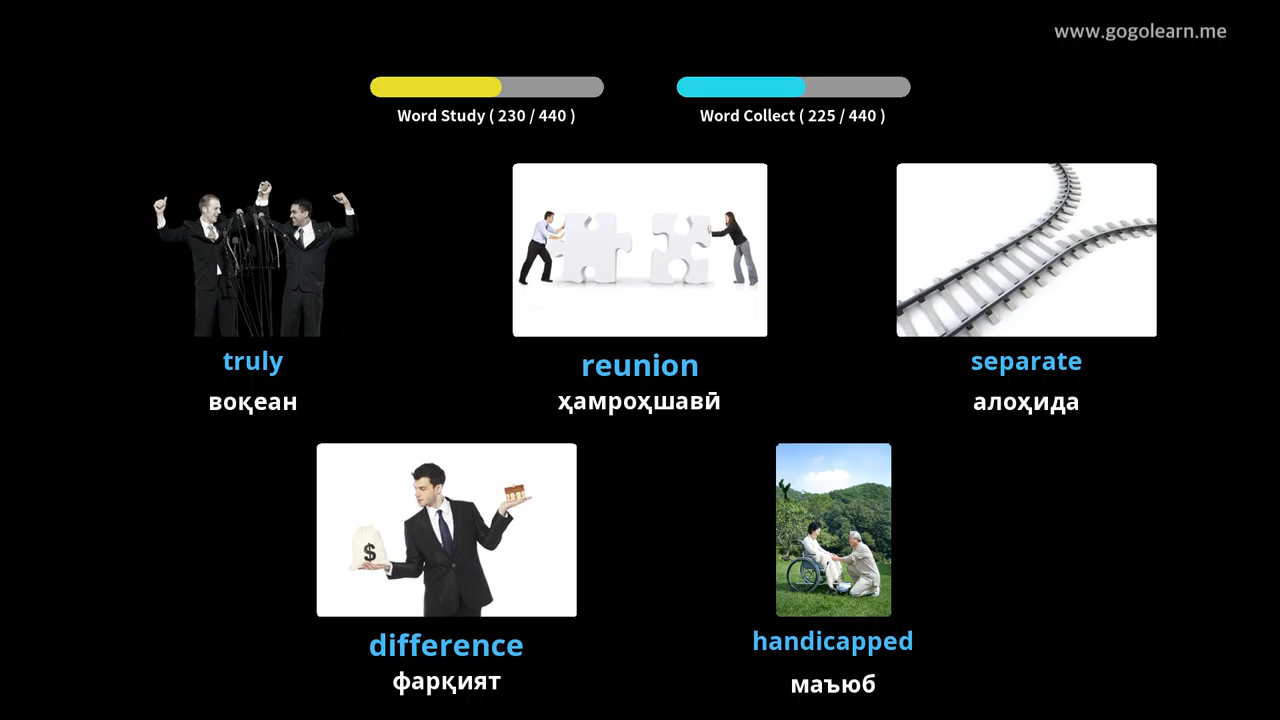 www.gogolearn.me
Word Study ( 230 / 440 )
Word Collect ( 225 / 440 )
truly
воқеан
reunion
ҳамроҳшавӣ
separate
алоҳида
$
difference
фарқият
handicapped
маъюб